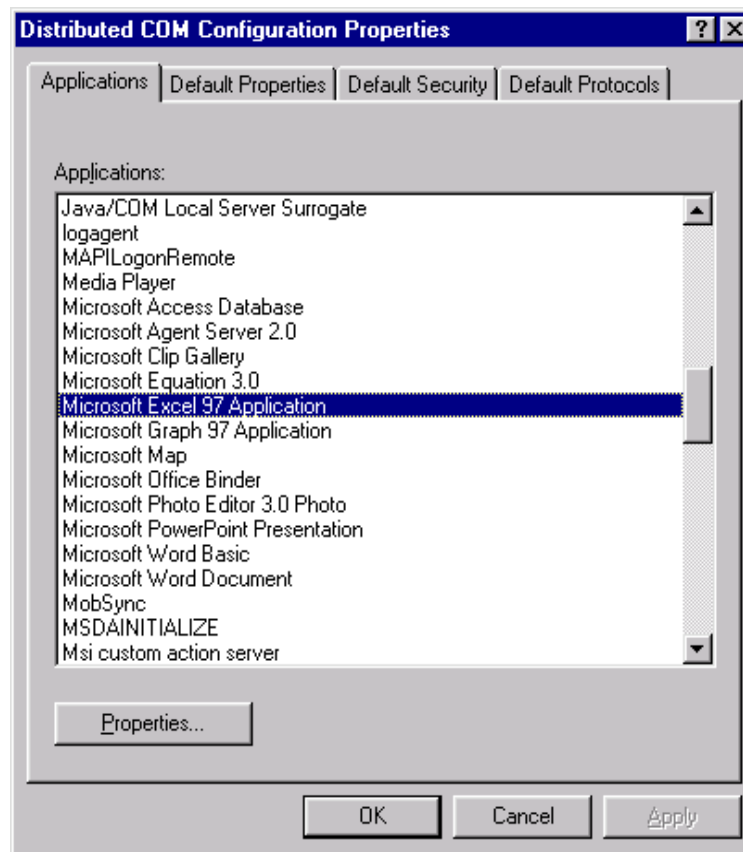 Distributed COM Configuration Properties
Applications Default Properties Default Security Default Protocols
Applications:
Java/COM Local Server Surrogate
logagent
MAPILogonRemote
Media Player
Microsoft Access Database
Microsoft Agent Server 2.0
Microsoft Clip Gallery
Microsoft Equation 3.0
Microsoft Excel 97 Application
Microsoft Graph 97 Application
Microsoft Map
Microsoft Office Binder
Microsoft Photo Editor 3.0 Photo
Microsoft PowerPoint Presentation
Microsoft Word Basic
Microsoft Word Document
MobSync
MSDAINITIALIZE
Msi custom action server
Properties...
OK Cancel Apply